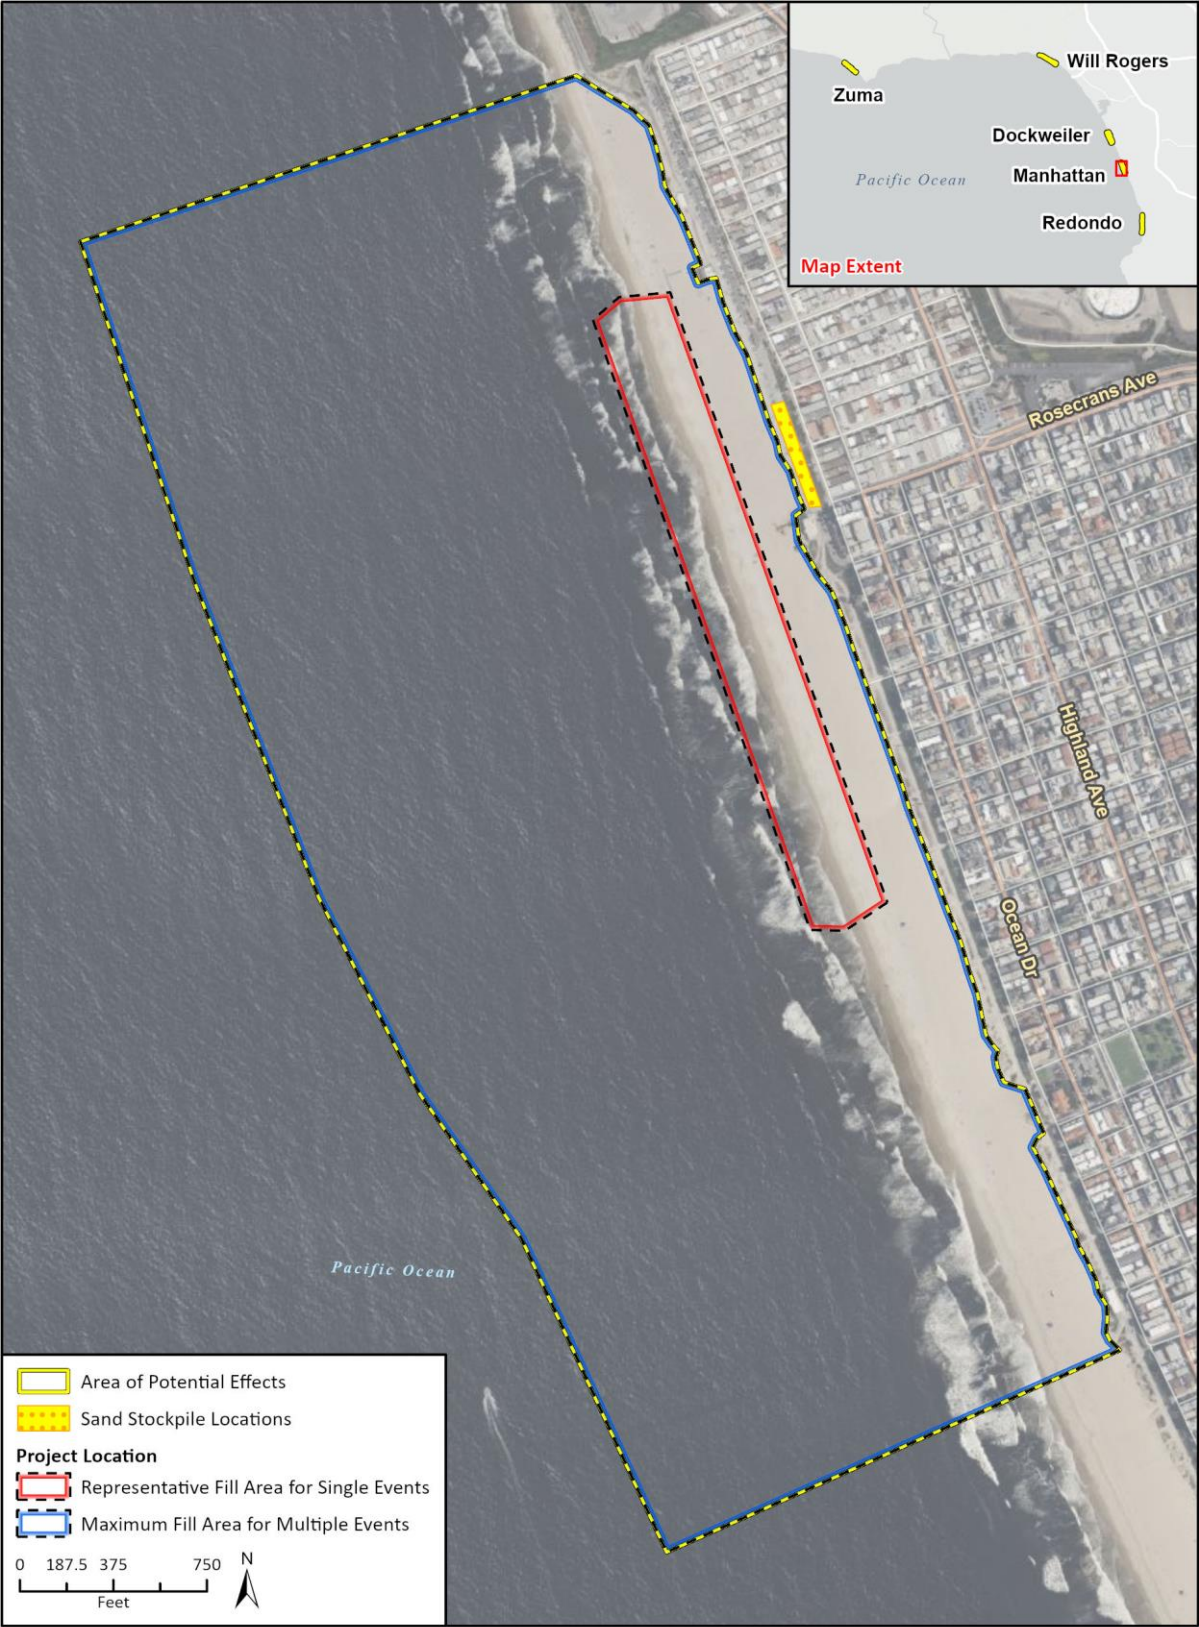 Will Rogers
Zuma
Dockweiler
Manhattan
Pacific Ocean
Redondo
Map Extent
Rosecrans Ave
Highland Ave
Ocean Dr
Pacific Ocean
Area of Potential Effects
Sand Stockpile Locations
Project Location
Representative Fill Area for Single Events
Maximum Fill Area for Multiple Events
0 187.5 375 750
Feet
N